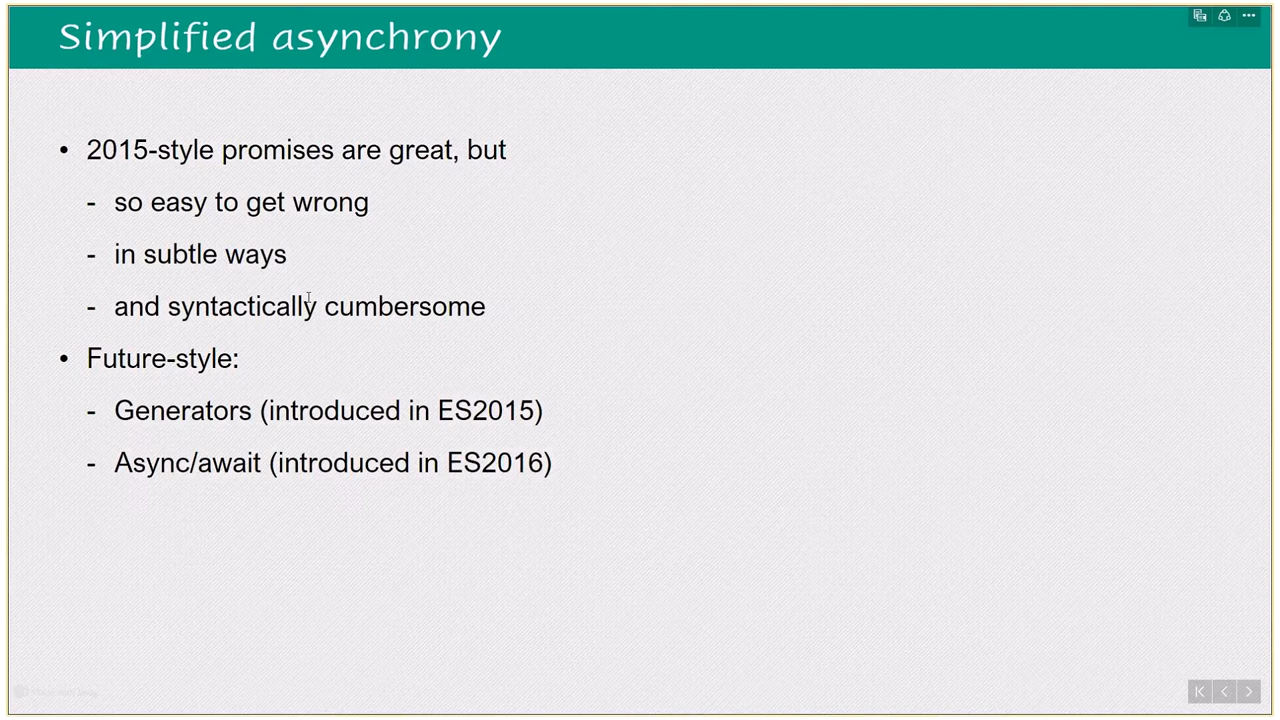 Simplified asynchrony
• 2015-style promises are great, but
- so easy to get wrong
- in subtle ways
- and syntactically cumbersome
• Future-style:
- Generators (introduced in ES2015)
- Async/await (introduced in ES2016)